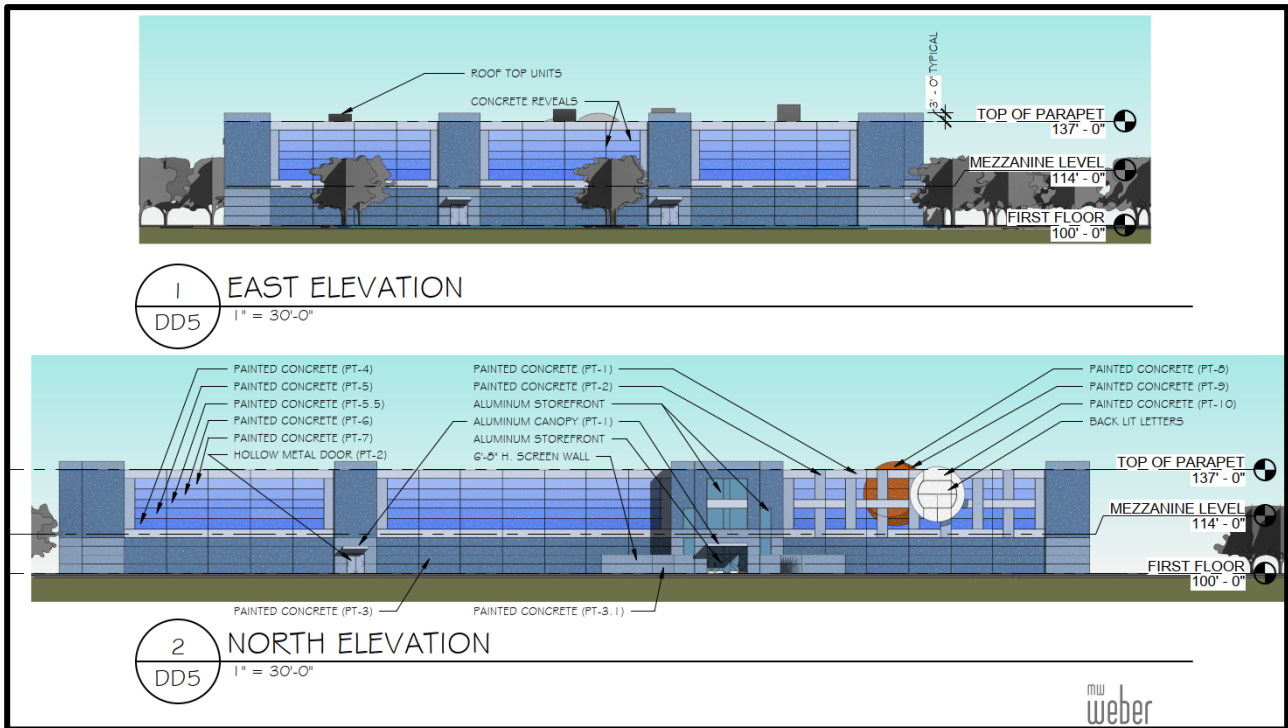 ROOF TOP UNITS
CONCRETE REVEALS
3' - 0" TYPICAL
TOP OF PARAPET
137' - 0"
MEZZANINE LEVEL
114' - 0"
FIRST FLOOR
100' - 0"
1
DD5
EAST ELEVATION
1" = 30'-0"
PAINTED CONCRETE (PT-4)
PAINTED CONCRETE (PT-5)
PAINTED CONCRETE (PT-5.5)
PAINTED CONCRETE (PT-6)
PAINTED CONCRETE (PT-7)
HOLLOW METAL DOOR (PT-2)
PAINTED CONCRETE (PT-1)
PAINTED CONCRETE (PT-2)
ALUMINUM STOREFRONT
ALUMINUM CANOPY (PT-1)
ALUMINUM STOREFRONT
6'-8" H. SCREEN WALL
PAINTED CONCRETE (PT-8)
PAINTED CONCRETE (PT-9)
PAINTED CONCRETE (PT-10)
BACK LIT LETTERS
TOP OF PARAPET
137' - 0"
MEZZANINE LEVEL
114' - 0"
FIRST FLOOR
100' - 0"
PAINTED CONCRETE (PT-3)
PAINTED CONCRETE (PT-3.1)
2
DD5
NORTH ELEVATION
1" = 30'-0"
mw
weber